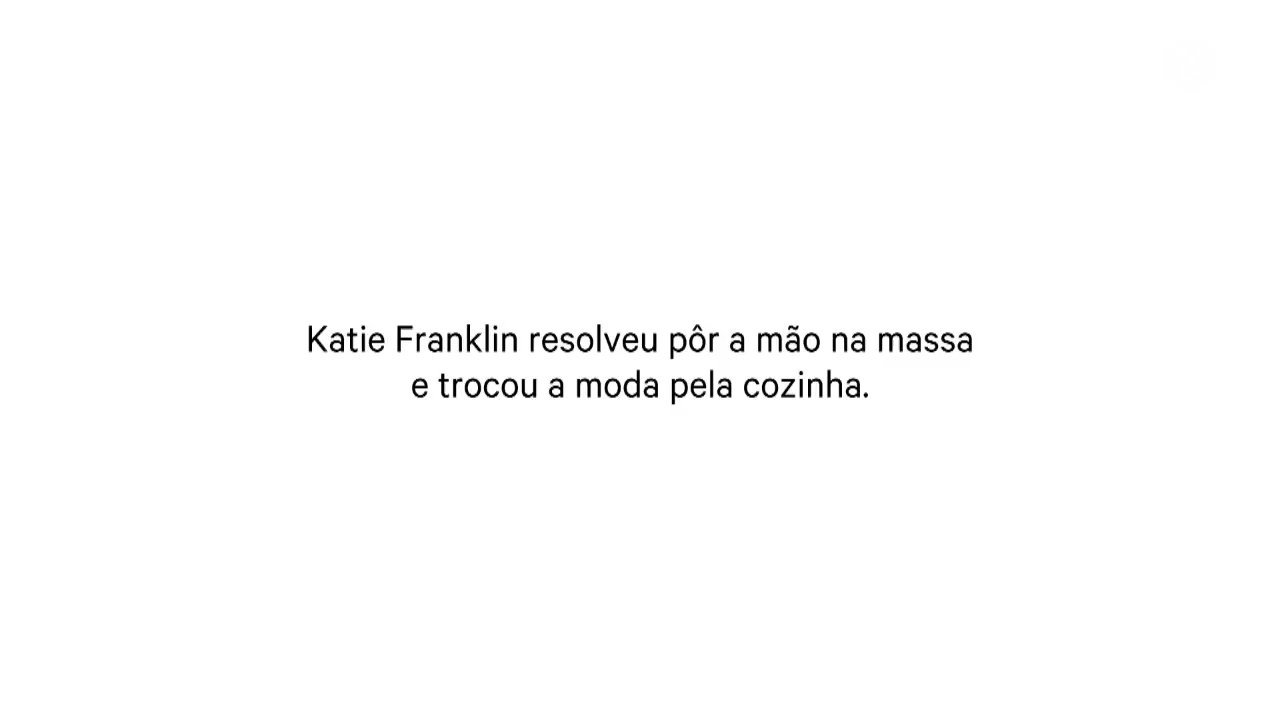 Katie Franklin resolveu pôr a mão na massa
e trocou a moda pela cozinha.